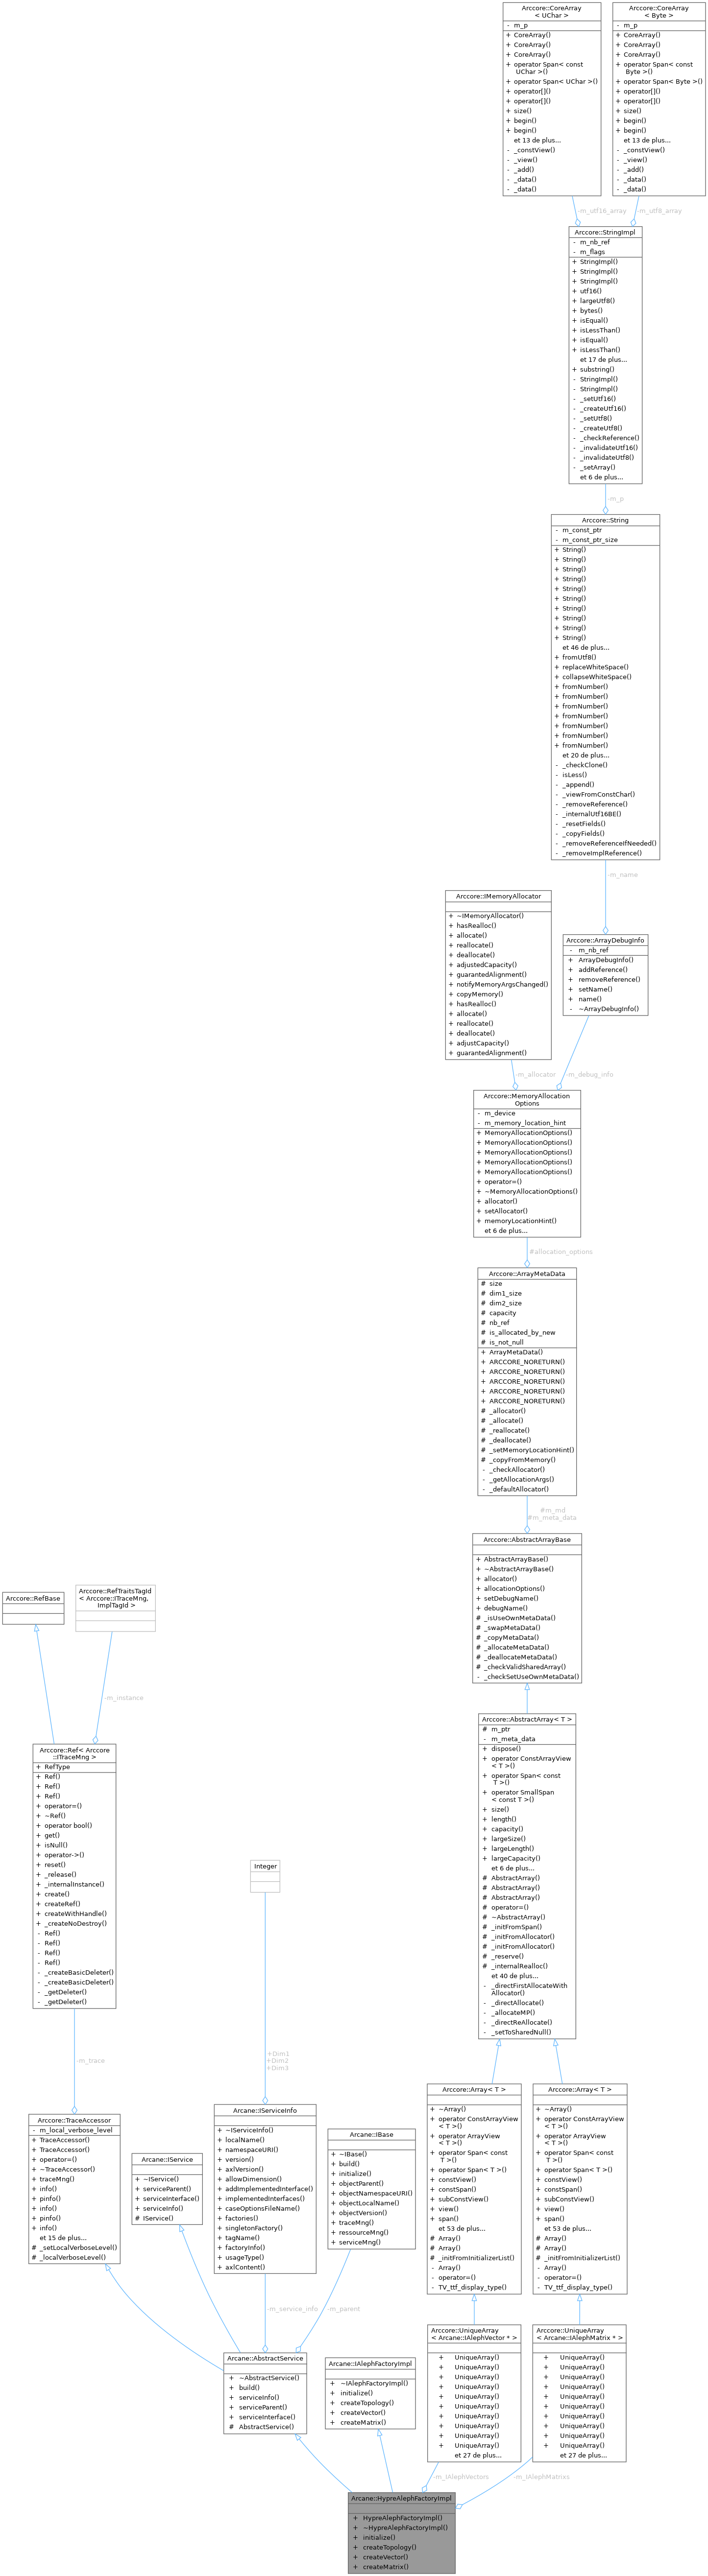 Arccore::CoreArray
< UChar >
- m_p
+ CoreArray()
+ CoreArray()
+ CoreArray()
+ operator Span< const
UChar >()
+ operator Span< UChar >()
+ operator[]()
+ operator[]()
+ size()
+ begin()
+ begin()
et 13 de plus...
- _constView()
- _view()
- _add()
- _data()
- _data()
Arccore::CoreArray
< Byte >
- m_p
+ CoreArray()
+ CoreArray()
+ CoreArray()
+ operator Span< const
Byte >()
+ operator Span< Byte >()
+ operator[]()
+ operator[]()
+ size()
+ begin()
+ begin()
et 13 de plus...
- _constView()
- _view()
- _add()
- _data()
- _data()
-m_utf16_array
-m_utf8_array
Arccore::StringImpl
- m_nb_ref
- m_flags
+ StringImpl()
+ StringImpl()
+ StringImpl()
+ utf16()
+ largeUtf8()
+ bytes()
+ isEqual()
+ isLessThan()
+ isEqual()
+ isLessThan()
et 17 de plus...
+ substring()
- StringImpl()
- StringImpl()
- _setUtf16()
- _createUtf16()
- _setUtf8()
- _createUtf8()
- _checkReference()
- _invalidateUtf16()
- _invalidateUtf8()
- _setArray()
et 6 de plus...
-m_p
Arccore::String
- m_const_ptr
- m_const_ptr_size
+ String()
+ String()
+ String()
+ String()
+ String()
+ String()
+ String()
+ String()
+ String()
+ String()
et 46 de plus...
+ fromUtf8()
+ replaceWhiteSpace()
+ collapseWhiteSpace()
+ fromNumber()
+ fromNumber()
+ fromNumber()
+ fromNumber()
+ fromNumber()
+ fromNumber()
+ fromNumber()
et 20 de plus...
- _checkClone()
- isLess()
- _append()
- _viewFromConstChar()
- _removeReference()
- _internalUtf16BE()
- _resetFields()
- _copyFields()
- _removeReferenceIfNeeded()
- _removeImplReference()
-m_name
Arccore::IMemoryAllocator
+ ~IMemoryAllocator()
+ hasRealloc()
+ allocate()
+ reallocate()
+ deallocate()
+ adjustedCapacity()
+ guarantedAlignment()
+ notifyMemoryArgsChanged()
+ copyMemory()
+ hasRealloc()
+ allocate()
+ reallocate()
+ deallocate()
+ adjustCapacity()
+ guarantedAlignment()
Arccore::ArrayDebugInfo
- m_nb_ref
+ ArrayDebugInfo()
+ addReference()
+ removeReference()
+ setName()
+ name()
- ~ArrayDebugInfo()
-m_allocator
-m_debug_info
Arccore::MemoryAllocation
Options
- m_device
- m_memory_location_hint
+ MemoryAllocationOptions()
+ MemoryAllocationOptions()
+ MemoryAllocationOptions()
+ MemoryAllocationOptions()
+ MemoryAllocationOptions()
+ operator=()
+ ~MemoryAllocationOptions()
+ allocator()
+ setAllocator()
+ memoryLocationHint()
et 6 de plus...
#allocation_options
Arccore::ArrayMetaData
# size
# dim1_size
# dim2_size
# capacity
# nb_ref
# is_allocated_by_new
# is_not_null
+ ArrayMetaData()
+ ARCCORE_NORETURN()
+ ARCCORE_NORETURN()
+ ARCCORE_NORETURN()
+ ARCCORE_NORETURN()
+ ARCCORE_NORETURN()
# _allocator()
# _allocate()
# _reallocate()
# _deallocate()
# _setMemoryLocationHint()
# _copyFromMemory()
- _checkAllocator()
- _getAllocationArgs()
- _defaultAllocator()
#m_md
#m_meta_data
Arccore::AbstractArrayBase
+ AbstractArrayBase()
+ ~AbstractArrayBase()
+ allocator()
+ allocationOptions()
+ setDebugName()
+ debugName()
# _isUseOwnMetaData()
# _swapMetaData()
# _copyMetaData()
# _allocateMetaData()
# _deallocateMetaData()
# _checkValidSharedArray()
- _checkSetUseOwnMetaData()
Arccore::RefBase
Arccore::RefTraitsTagId
< Arccore::ITraceMng,
ImplTagId >
-m_instance
Arccore::AbstractArray< T >
# m_ptr
- m_meta_data
+ dispose()
+ operator ConstArrayView
< T >()
+ operator Span< const
T >()
+ operator SmallSpan
< const T >()
+ size()
+ length()
+ capacity()
+ largeSize()
+ largeLength()
+ largeCapacity()
et 6 de plus...
# AbstractArray()
# AbstractArray()
# AbstractArray()
# operator=()
# ~AbstractArray()
# _initFromSpan()
# _initFromAllocator()
# _initFromAllocator()
# _reserve()
# _internalRealloc()
et 40 de plus...
- _directFirstAllocateWith
Allocator()
- _directAllocate()
- _allocateMP()
- _directReAllocate()
- _setToSharedNull()
Arccore::Ref< Arccore
::ITraceMng >
+ RefType
+ Ref()
+ Ref()
+ Ref()
+ operator=()
+ ~Ref()
+ operator bool()
+ get()
+ isNull()
+ operator->()
+ reset()
+ _release()
+ _internalInstance()
+ create()
+ createRef()
+ createWithHandle()
+ _createNoDestroy()
- Ref()
- Ref()
- Ref()
- Ref()
- _createBasicDeleter()
- _createBasicDeleter()
- _getDeleter()
- _getDeleter()
Integer
-m_trace
+Dim1
+Dim2
+Dim3
Arccore::TraceAccessor
- m_local_verbose_level
+ TraceAccessor()
+ TraceAccessor()
+ operator=()
+ ~TraceAccessor()
+ traceMng()
+ info()
+ pinfo()
+ info()
+ pinfo()
+ info()
et 15 de plus...
# _setLocalVerboseLevel()
# _localVerboseLevel()
Arcane::IService
+ ~IService()
+ serviceParent()
+ serviceInterface()
+ serviceInfo()
# IService()
Arcane::IServiceInfo
+ ~IServiceInfo()
+ localName()
+ namespaceURI()
+ version()
+ axlVersion()
+ allowDimension()
+ addImplementedInterface()
+ implementedInterfaces()
+ caseOptionsFileName()
+ factories()
+ singletonFactory()
+ tagName()
+ factoryInfo()
+ usageType()
+ axlContent()
Arcane::IBase
+ ~IBase()
+ build()
+ initialize()
+ objectParent()
+ objectNamespaceURI()
+ objectLocalName()
+ objectVersion()
+ traceMng()
+ ressourceMng()
+ serviceMng()
Arccore::Array< T >
+ ~Array()
+ operator ConstArrayView
< T >()
+ operator ArrayView
< T >()
+ operator Span< const
T >()
+ operator Span< T >()
+ constView()
+ constSpan()
+ subConstView()
+ view()
+ span()
et 53 de plus...
# Array()
# Array()
# _initFromInitializerList()
- Array()
- operator=()
- TV_ttf_display_type()
Arccore::Array< T >
+ ~Array()
+ operator ConstArrayView
< T >()
+ operator ArrayView
< T >()
+ operator Span< const
T >()
+ operator Span< T >()
+ constView()
+ constSpan()
+ subConstView()
+ view()
+ span()
et 53 de plus...
# Array()
# Array()
# _initFromInitializerList()
- Array()
- operator=()
- TV_ttf_display_type()
-m_service_info
-m_parent
Arcane::AbstractService
+ ~AbstractService()
+ build()
+ serviceInfo()
+ serviceParent()
+ serviceInterface()
# AbstractService()
Arcane::IAlephFactoryImpl
+ ~IAlephFactoryImpl()
+ initialize()
+ createTopology()
+ createVector()
+ createMatrix()
Arccore::UniqueArray
< Arcane::IAlephVector * >
+ UniqueArray()
+ UniqueArray()
+ UniqueArray()
+ UniqueArray()
+ UniqueArray()
+ UniqueArray()
+ UniqueArray()
+ UniqueArray()
+ UniqueArray()
+ UniqueArray()
et 27 de plus...
Arccore::UniqueArray
< Arcane::IAlephMatrix * >
+ UniqueArray()
+ UniqueArray()
+ UniqueArray()
+ UniqueArray()
+ UniqueArray()
+ UniqueArray()
+ UniqueArray()
+ UniqueArray()
+ UniqueArray()
+ UniqueArray()
et 27 de plus...
-m_IAlephVectors
-m_IAlephMatrixs
Arcane::HypreAlephFactoryImpl
+ HypreAlephFactoryImpl()
+ ~HypreAlephFactoryImpl()
+ initialize()
+ createTopology()
+ createVector()
+ createMatrix()